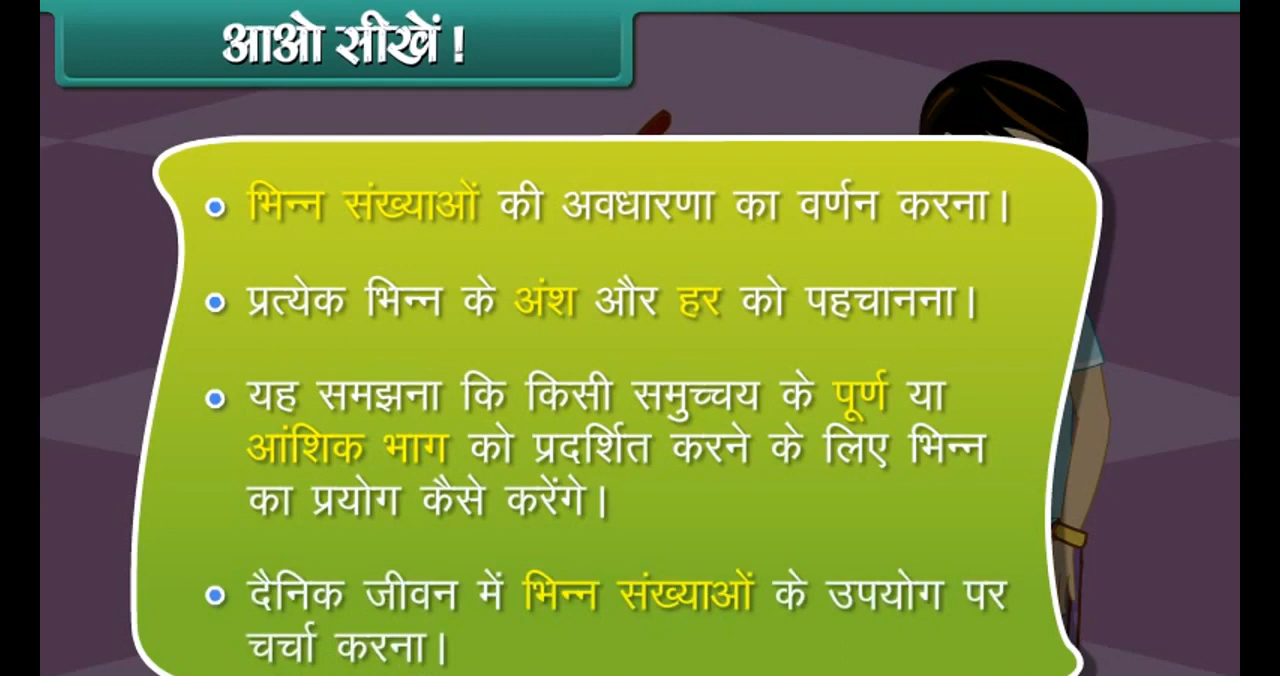 आओ सीखें!
भिन्न संख्याओं की अवधारणा का वर्णन करना।
प्रत्येक भिन्न के अंश और हर को पहचानना।
यह समझना कि किसी समुच्चय के पूर्ण या
आंशिक भाग को प्रदर्शित करने के लिए भिन्न
का प्रयोग कैसे करेंगे।
दैनिक जीवन में भिन्न संख्याओं के उपयोग पर
चर्चा करना।